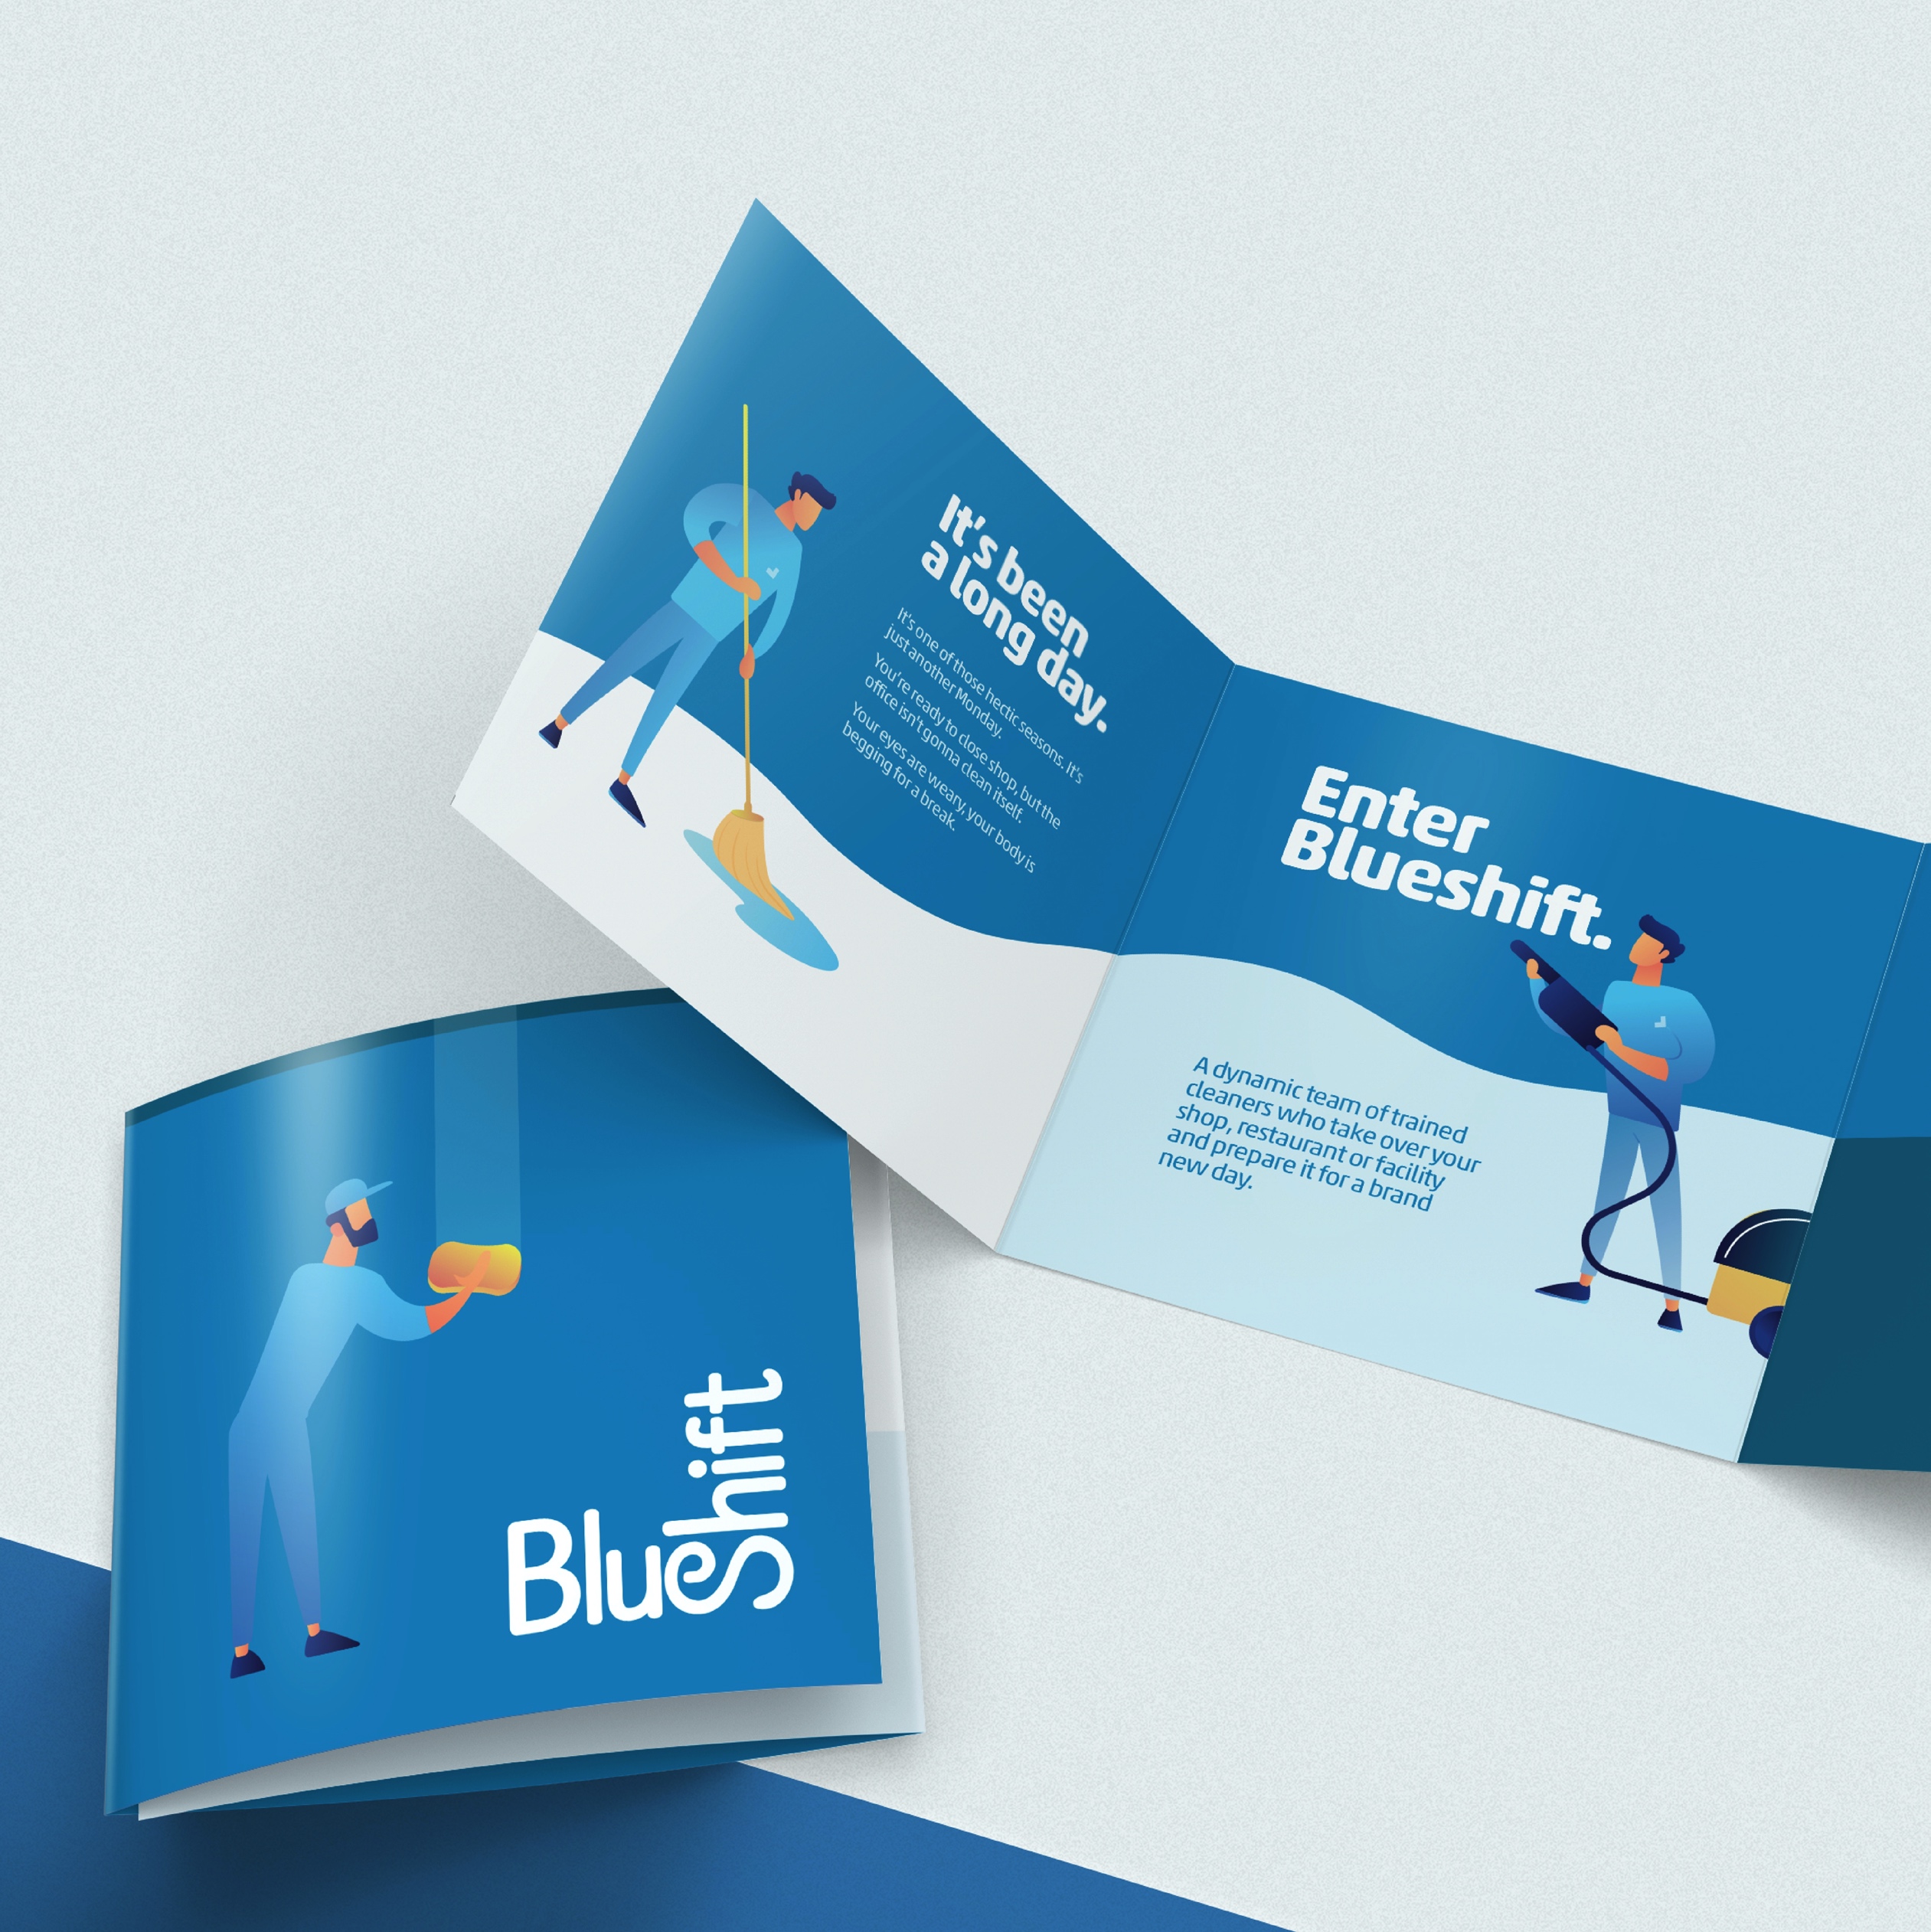 It's been
a long day.
It's one of those hectic seasons. It's
just another Monday.
You're ready to close shop, but the
office isn't gonna clean itself.
Your eyes are weary, your body is
begging for a break.
Enter
Blueshift.
A dynamic team of trained
cleaners who take over your
shop, restaurant or facility
and prepare it for a brand
new day.
Blueshift